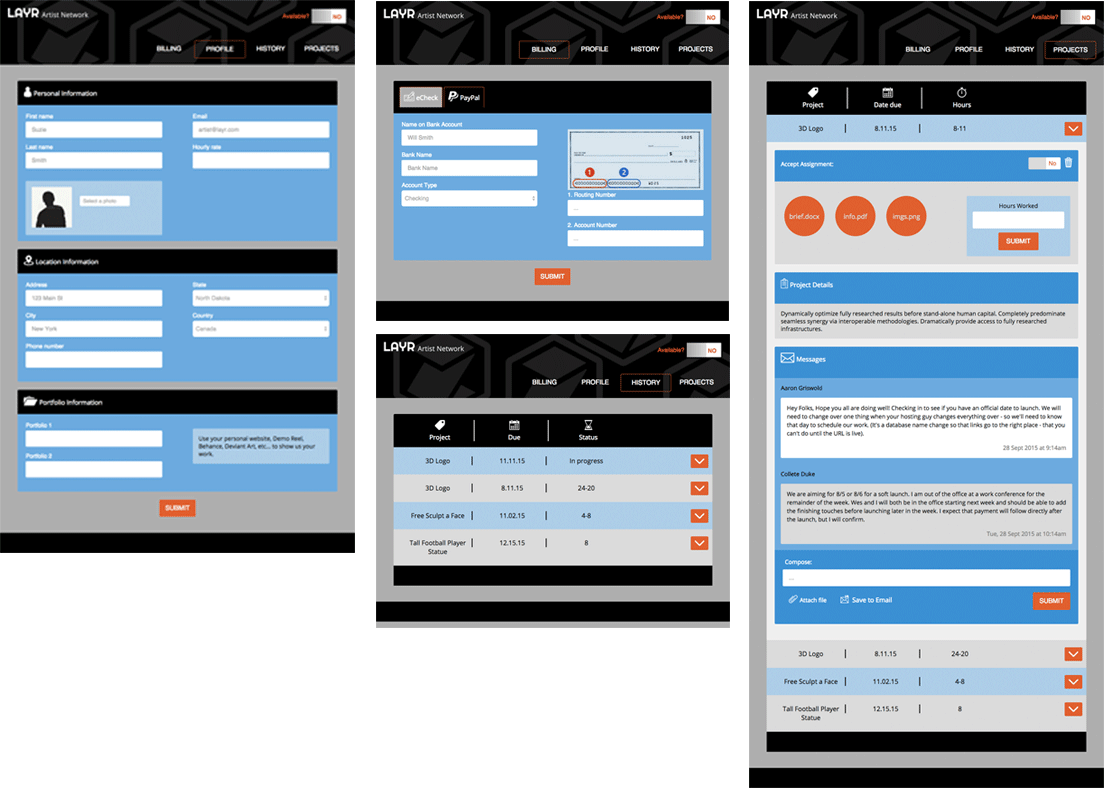 LAYR Artist Network
Available? NO
BILLING PROFILE HISTORY PROJECTS
Personal Information
First name Email
Suzie artist@layr.com
Last name Hourly rate
Smith
Select a photo
Location Information
Address State
123 Main St North Dakota
City Country
New York Canada
Phone number
Portfolio Information
Portfolio 1
Use your personal website, Demo Reel,
Behance, Deviant Art, etc... to show us your
work.
Portfolio 2
SUBMIT
LAYR Artist Network
Available? NO
BILLING PROFILE HISTORY PROJECTS
eCheck PayPal
Name on Bank Account
Will Smith
Bank Name
Bank Name
Account Type
Checking
1025
$
1 2
1. Routing Number
...
2. Account Number
...
SUBMIT
LAYR Artist Network
Available? NO
BILLING PROFILE HISTORY PROJECTS
Project Due Status
3D Logo 11.11.15 In progress
3D Logo 8.11.15 24-20
Free Sculpt a Face 11.02.15 4-8
Tall Football Player 12.15.15 8
Statue
LAYR Artist Network
Available? NO
BILLING PROFILE HISTORY PROJECTS
Project Date due Hours
3D Logo 8.11.15 8-11
Accept Assignment: No
brief.docx info.pdf imgs.png
Hours Worked
SUBMIT
Project Details
Dynamically optimize fully researched results before stand-alone human capital. Completely predominate
seamless synergy via interoperable methodologies. Dramatically provide access to fully researched
infrastructures.
Messages
Aaron Griswold
Hey Folks, Hope you all are doing well! Checking in to see if you have an official date to launch. We will
need to change over one thing when your hosting guy changes everything over - so we'll need to know
that day to schedule our work. (It's a database name change so that links go to the right place - that you
can't do until the URL is live).
28 Sept 2015 at 9:14am
Collete Duke
We are aiming for 8/5 or 8/6 for a soft launch. I am out of the office at a work conference for the
remainder of the week. Wes and I will both be in the office starting next week and should be able to add
the finishing touches before launching later in the week. I expect that payment will follow directly after
the launch, but I will confirm.
Tue, 28 Sept 2015 at 10:14am
Compose:
...
Attach file Save to Email SUBMIT
3D Logo 8.11.15 24-20
Free Sculpt a Face 11.02.15 4-8
Tall Football Player 12.15.15 8
Statue